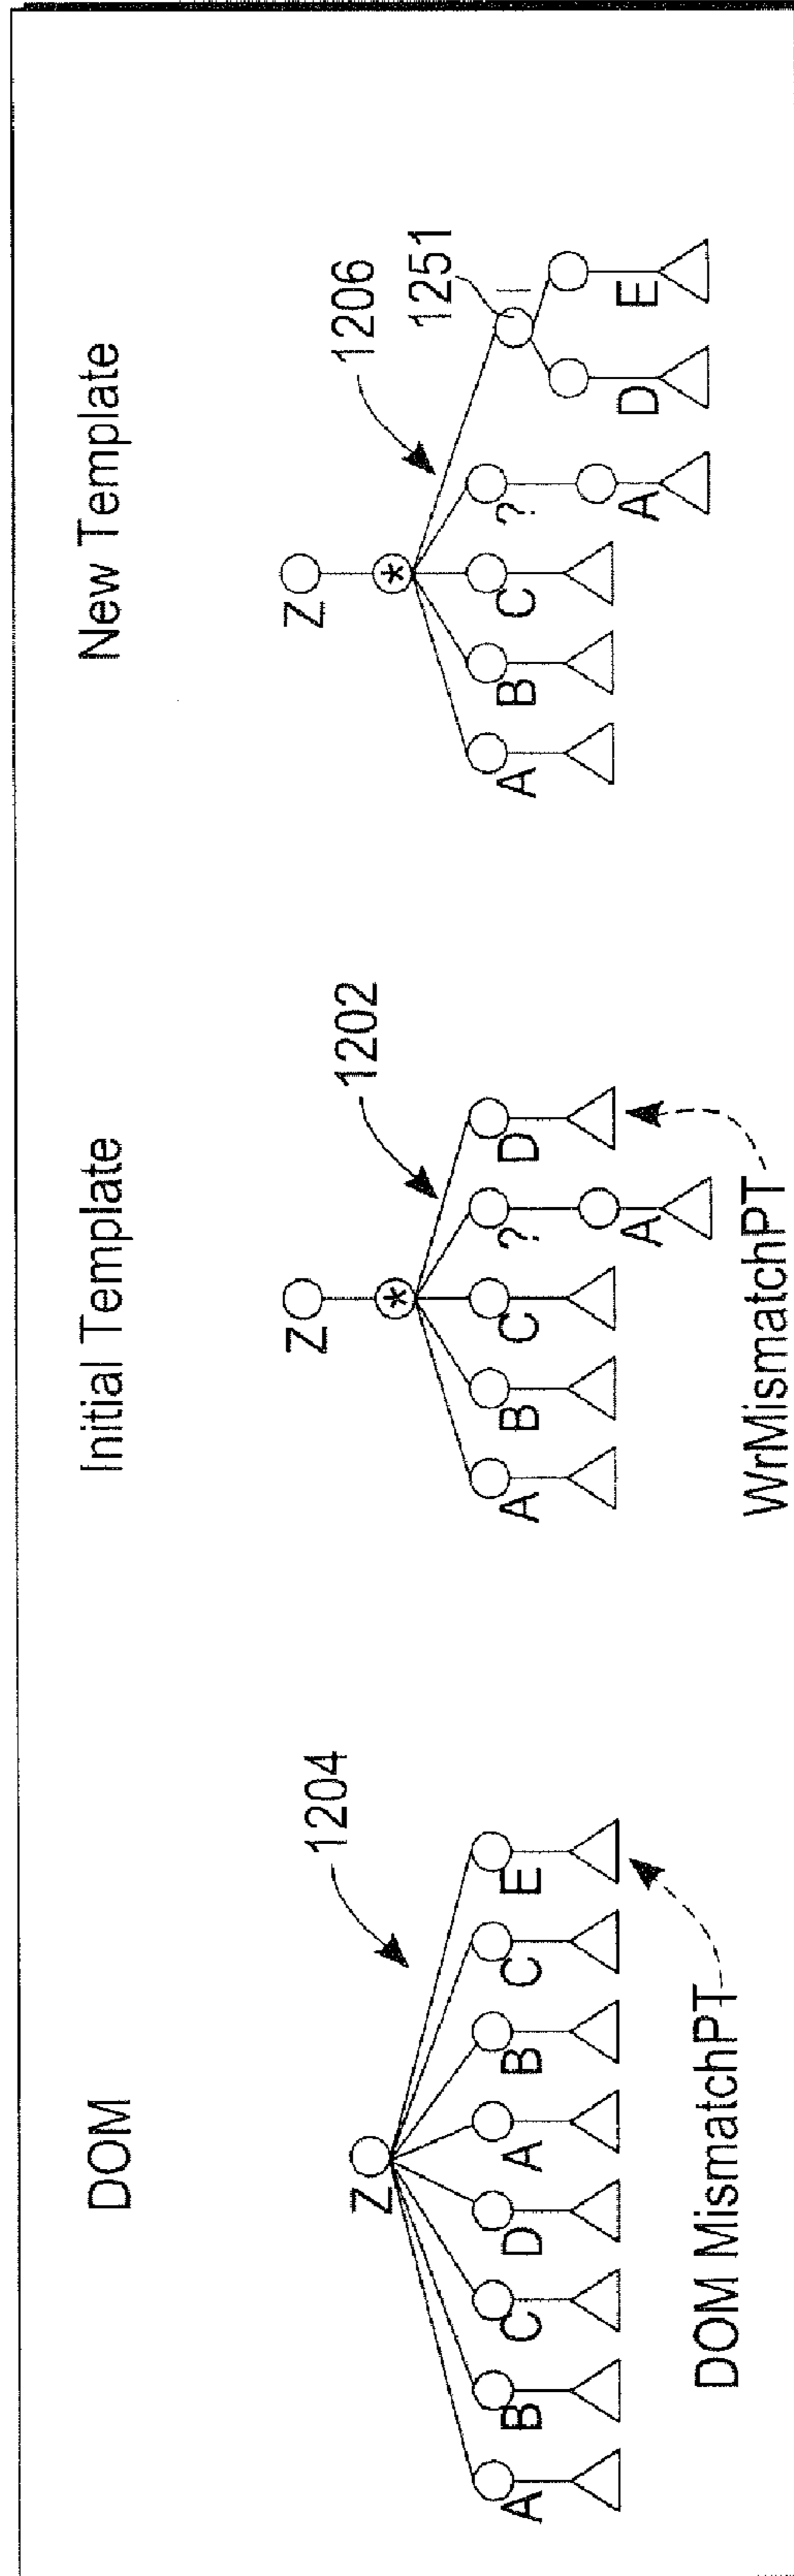 DOM
1204
Z
A B C D A B C E
DOM MismatchPT
Initial Template
1202
Z
*
A B C ? D
A
WrMismatchPT
New Template
1206
1251
Z
*
A B C ? |
A D E